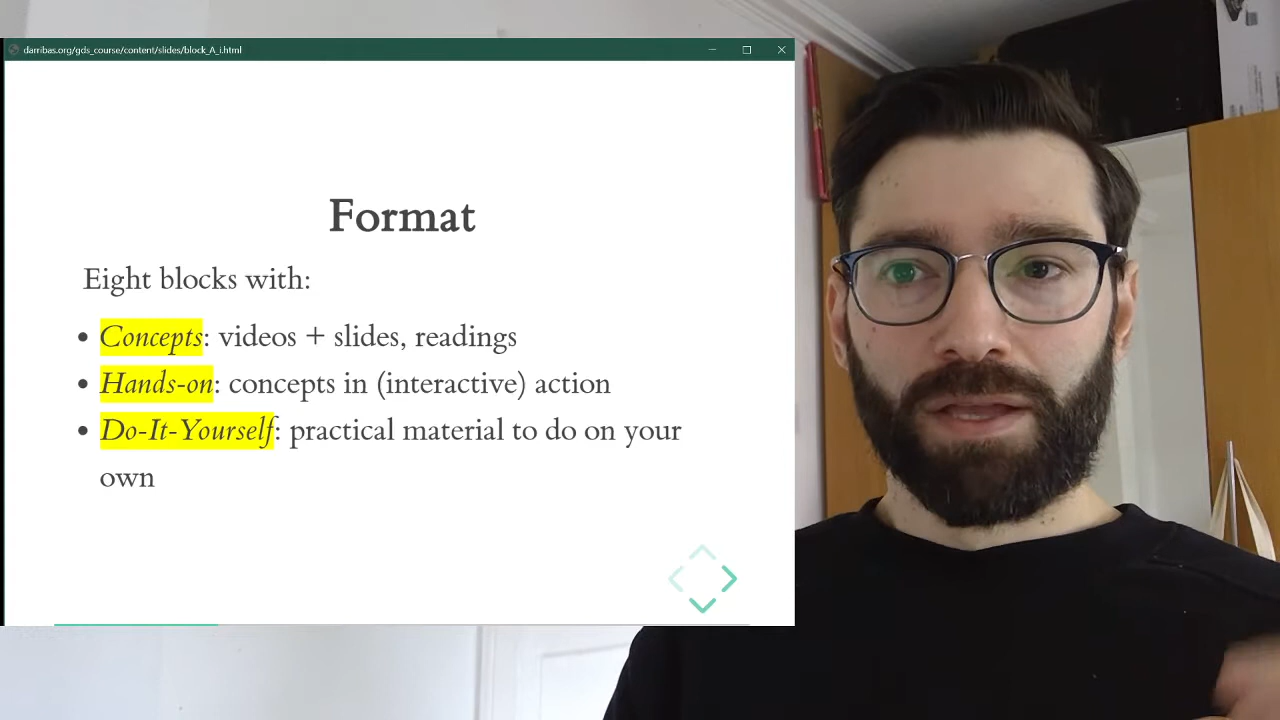 darribas.org/gds_course/content/slides/block_A_i.html
Format
Eight blocks with:
• Concepts: videos + slides, readings
• Hands-on: concepts in (interactive) action
• Do-It-Yourself: practical material to do on your
own